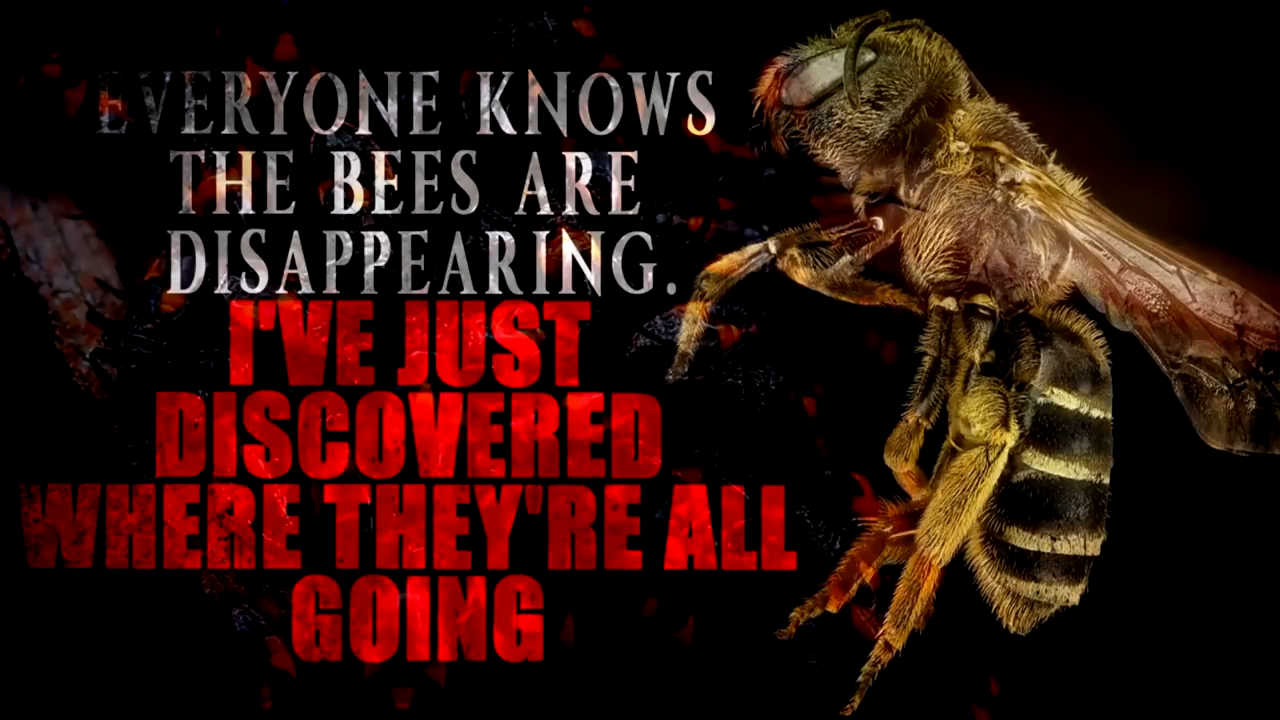 EVERYONE KNOWS
THE BEES ARE
DISAPPEARING.
I'VE JUST
DISCOVERED
WHERE THEY'RE ALL
GOING